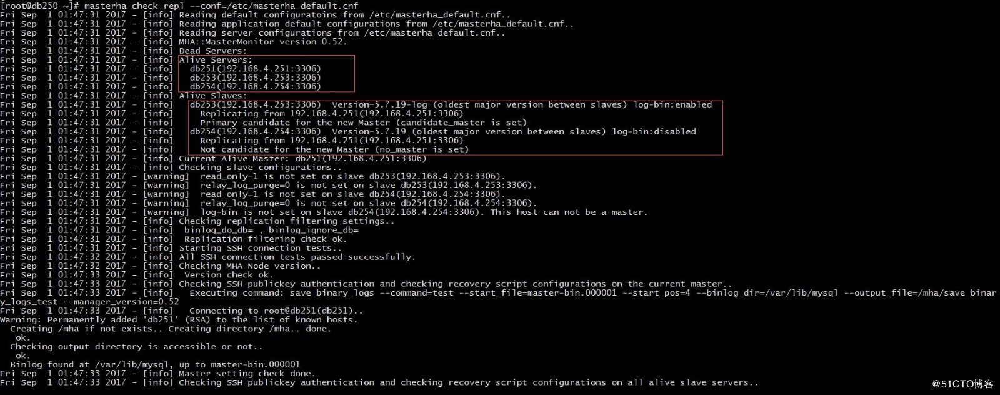 [root@db250 ~]# masterha_check_repl --conf=/etc/masterha_default.cnf
Fri Sep  1 01:47:31 2017 - [info] Reading default configuratoins from /etc/masterha_default.cnf..
Fri Sep  1 01:47:31 2017 - [info] Reading application default configurations from /etc/masterha_default.cnf..
Fri Sep  1 01:47:31 2017 - [info] Reading server configurations from /etc/masterha_default.cnf..
Fri Sep  1 01:47:31 2017 - [info] MHA::MasterMonitor version 0.52.
Fri Sep  1 01:47:31 2017 - [info] Dead Servers:
Fri Sep  1 01:47:31 2017 - [info] Alive Servers:
Fri Sep  1 01:47:31 2017 - [info]   db251(192.168.4.251:3306)
Fri Sep  1 01:47:31 2017 - [info]   db253(192.168.4.253:3306)
Fri Sep  1 01:47:31 2017 - [info]   db254(192.168.4.254:3306)
Fri Sep  1 01:47:31 2017 - [info] Alive Slaves:
Fri Sep  1 01:47:31 2017 - [info]   db253(192.168.4.253:3306)  Version=5.7.19-log (oldest major version between slaves) log-bin:enabled
Fri Sep  1 01:47:31 2017 - [info]     Replicating from 192.168.4.251(192.168.4.251:3306)
Fri Sep  1 01:47:31 2017 - [info]     Primary candidate for the new Master (candidate_master is set)
Fri Sep  1 01:47:31 2017 - [info]   db254(192.168.4.254:3306)  Version=5.7.19 (oldest major version between slaves) log-bin:disabled
Fri Sep  1 01:47:31 2017 - [info]     Replicating from 192.168.4.251(192.168.4.251:3306)
Fri Sep  1 01:47:31 2017 - [info]     Not candidate for the new Master (no_master is set)
Fri Sep  1 01:47:31 2017 - [info] Current Alive Master: db251(192.168.4.251:3306)
Fri Sep  1 01:47:31 2017 - [info] Checking slave configurations..
Fri Sep  1 01:47:31 2017 - [warning]  read_only=1 is not set on slave db253(192.168.4.253:3306).
Fri Sep  1 01:47:31 2017 - [warning]  relay_log_purge=0 is not set on slave db253(192.168.4.253:3306).
Fri Sep  1 01:47:31 2017 - [warning]  read_only=1 is not set on slave db254(192.168.4.254:3306).
Fri Sep  1 01:47:31 2017 - [warning]  relay_log_purge=0 is not set on slave db254(192.168.4.254:3306).
Fri Sep  1 01:47:31 2017 - [warning]  log-bin is not set on slave db254(192.168.4.254:3306). This host can not be a master.
Fri Sep  1 01:47:31 2017 - [info] Checking replication filtering settings..
Fri Sep  1 01:47:31 2017 - [info]  binlog_do_db= , binlog_ignore_db=
Fri Sep  1 01:47:31 2017 - [info]  Replication filtering check ok.
Fri Sep  1 01:47:31 2017 - [info] Starting SSH connection tests..
Fri Sep  1 01:47:32 2017 - [info] All SSH connection tests passed successfully.
Fri Sep  1 01:47:32 2017 - [info] Checking MHA Node version..
Fri Sep  1 01:47:33 2017 - [info]  Version check ok.
Fri Sep  1 01:47:33 2017 - [info] Checking SSH publickey authentication and checking recovery script configurations on the current master..
Fri Sep  1 01:47:33 2017 - [info]   Executing command: save_binary_logs --command=test --start_file=master-bin.000001 --start_pos=4 --binlog_dir=/var/lib/mysql --output_file=/mha/save_binar
y_logs_test --manager_version=0.52
Fri Sep  1 01:47:33 2017 - [info]   Connecting to root@db251(db251)..
Warning: Permanently added 'db251' (RSA) to the list of known hosts.
  Creating /mha if not exists.. Creating directory /mha.. done.
   ok.
  Checking output directory is accessible or not..
   ok.
  Binlog found at /var/lib/mysql, up to master-bin.000001
Fri Sep  1 01:47:33 2017 - [info] Master setting check done.
Fri Sep  1 01:47:33 2017 - [info] Checking SSH publickey authentication and checking recovery script configurations on all alive slave servers..
@51CTO博客